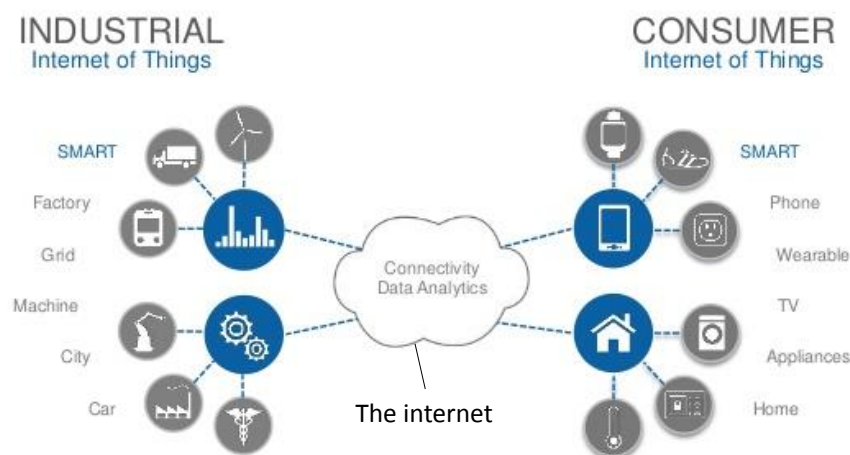 INDUSTRIAL
Internet of Things
CONSUMER
Internet of Things
SMART
Factory
Grid
Machine
City
Car
Connectivity
Data Analytics
The internet
SMART
Phone
Wearable
TV
Appliances
Home